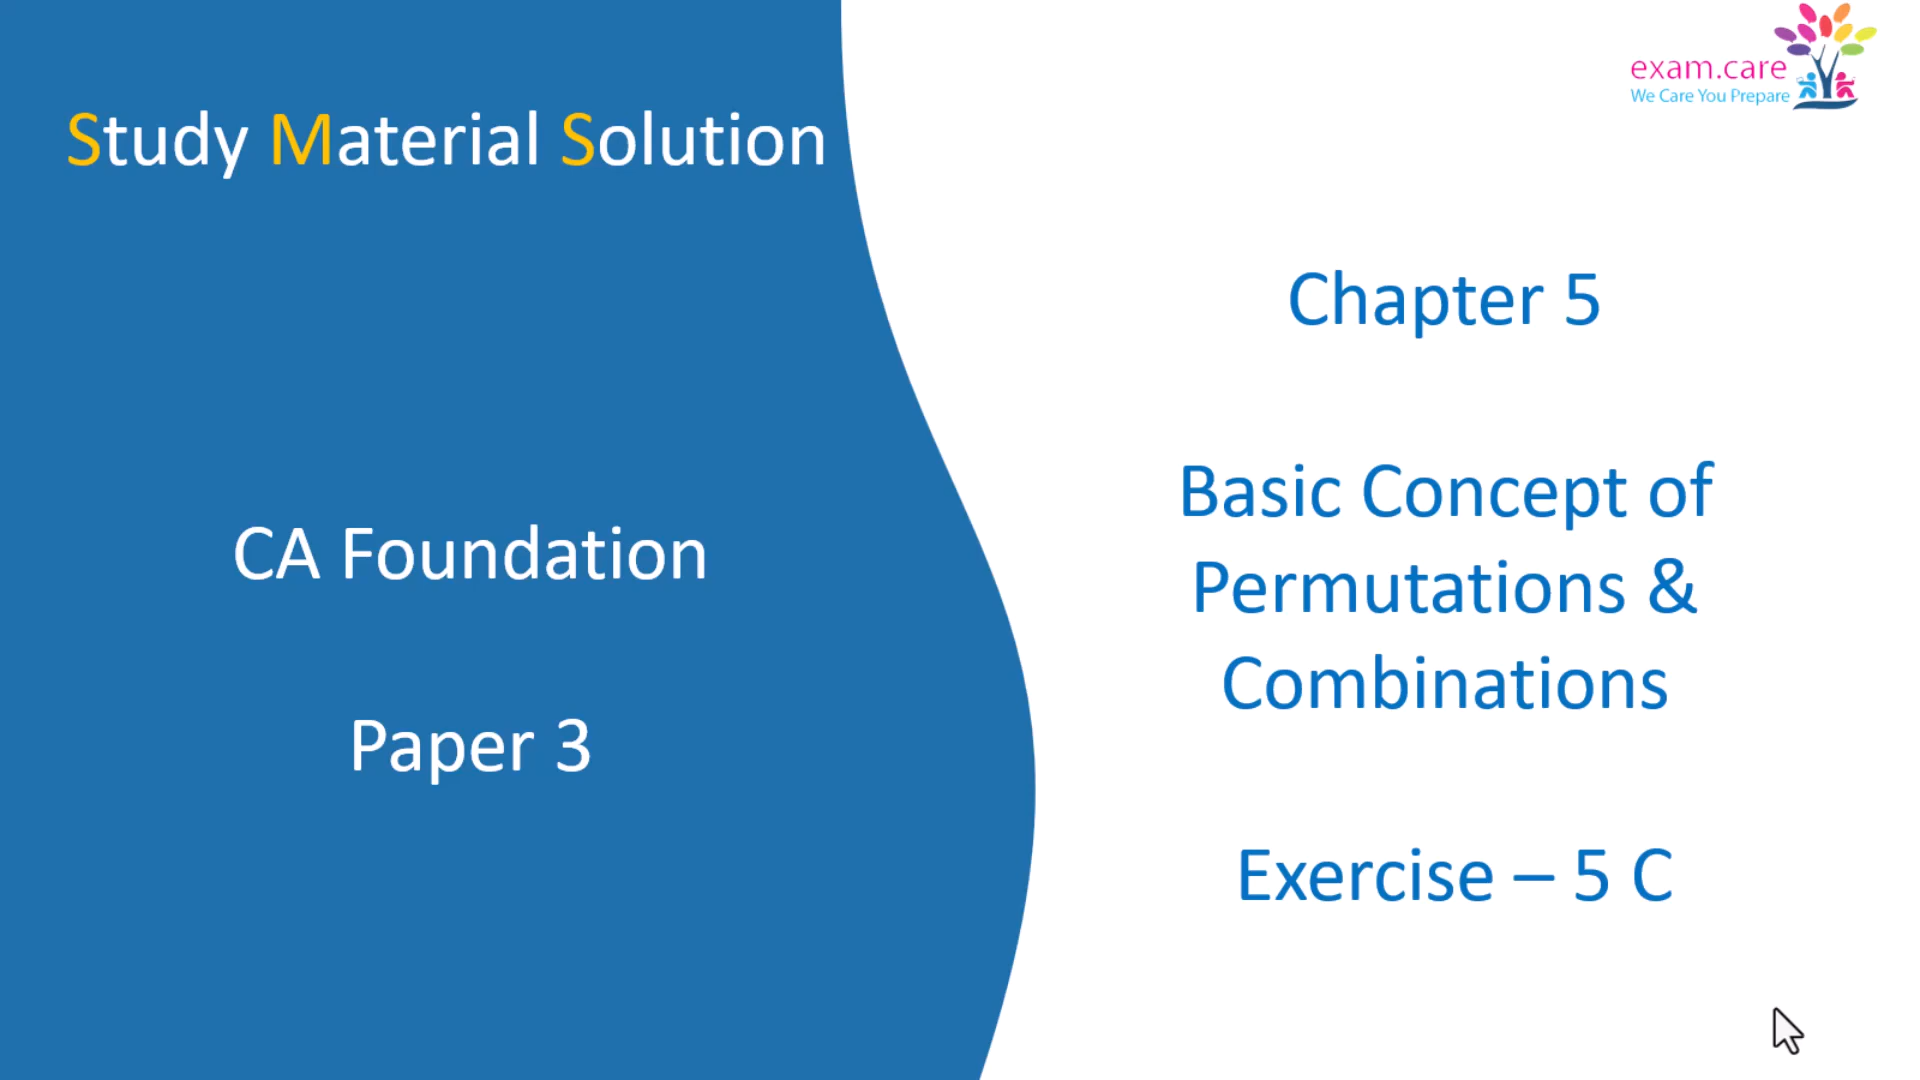 Study Material Solution
CA Foundation
Paper 3
exam.care
We Care You Prepare
Chapter 5
Basic Concept of
Permutations &
Combinations
Exercise – 5 C